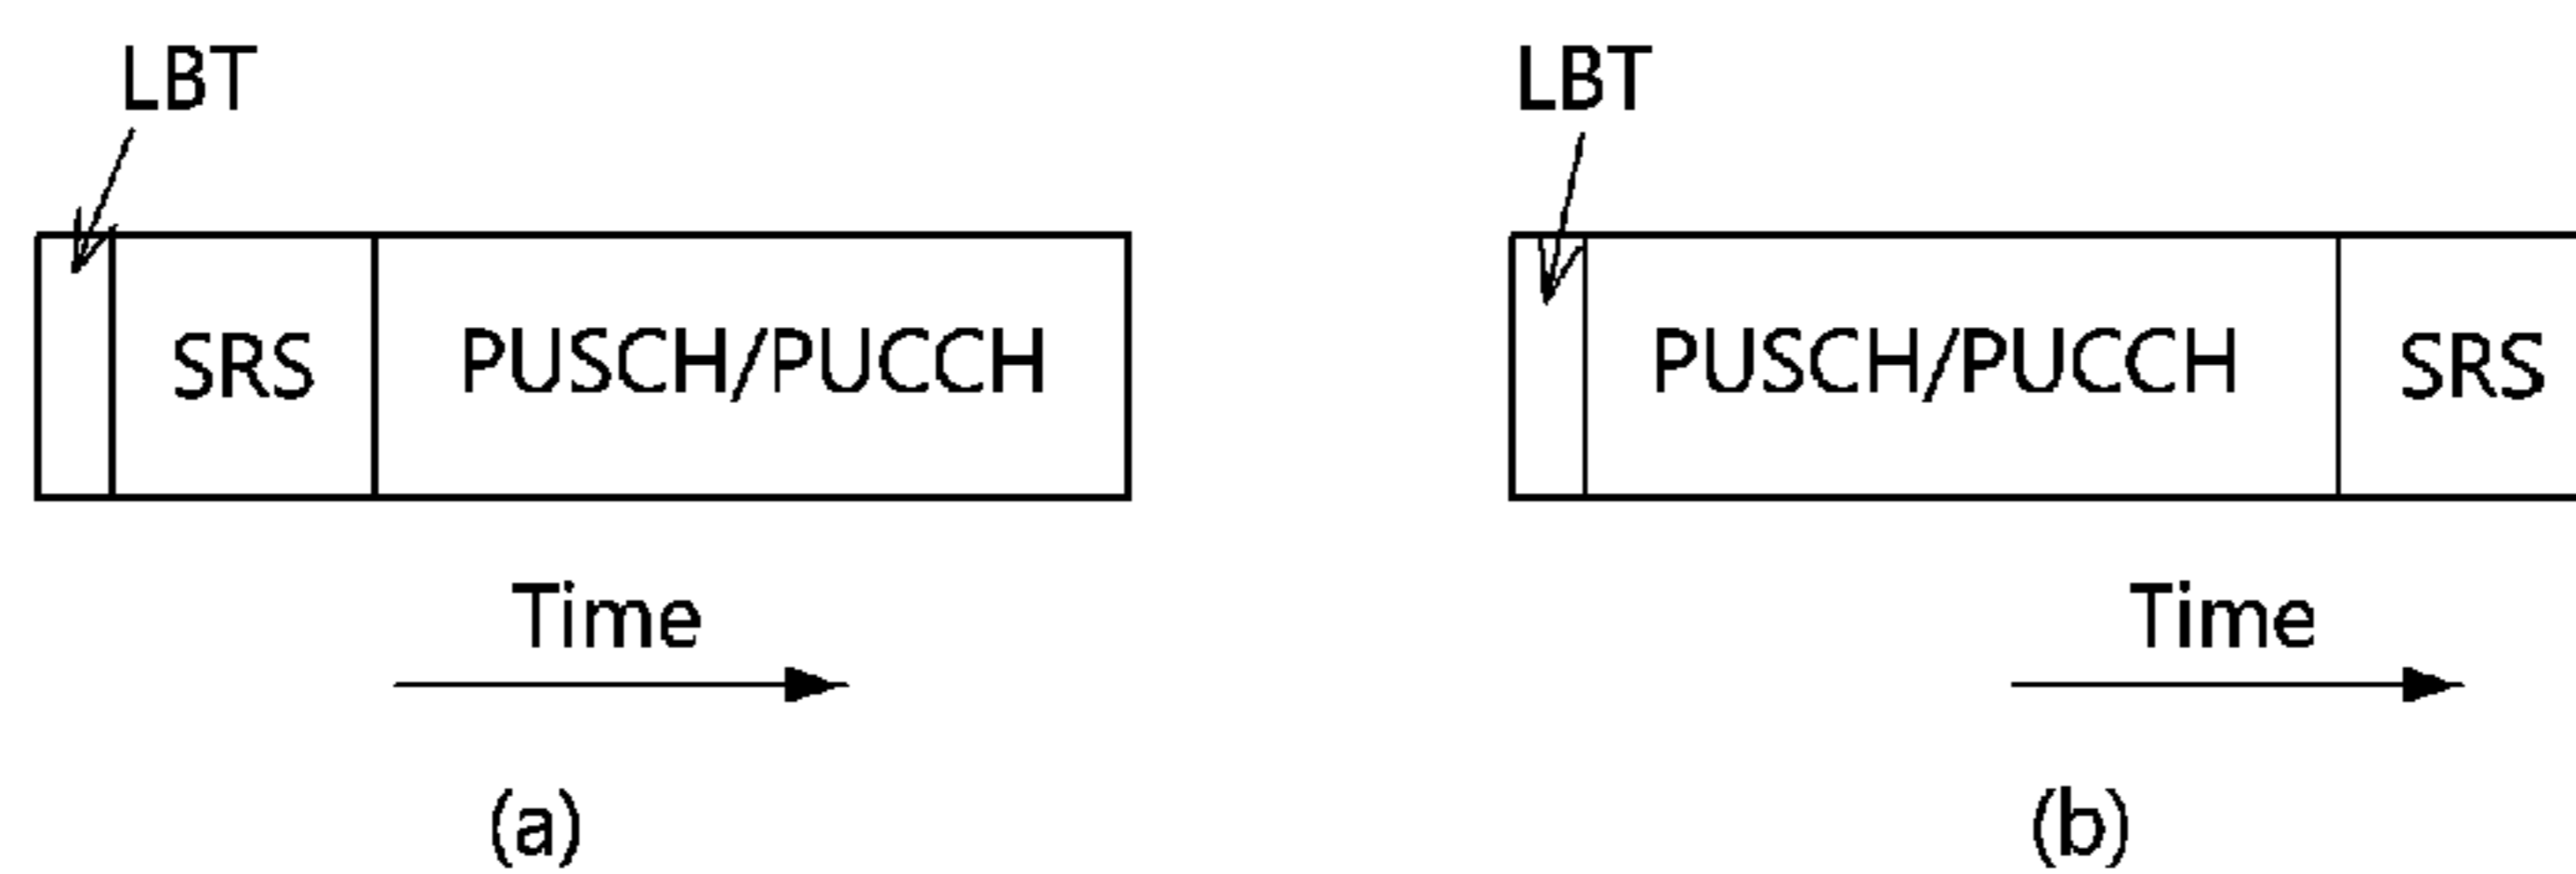 LBT
SRS
PUSCH/PUCCH
Time
(a)
LBT
PUSCH/PUCCH
SRS
Time
(b)